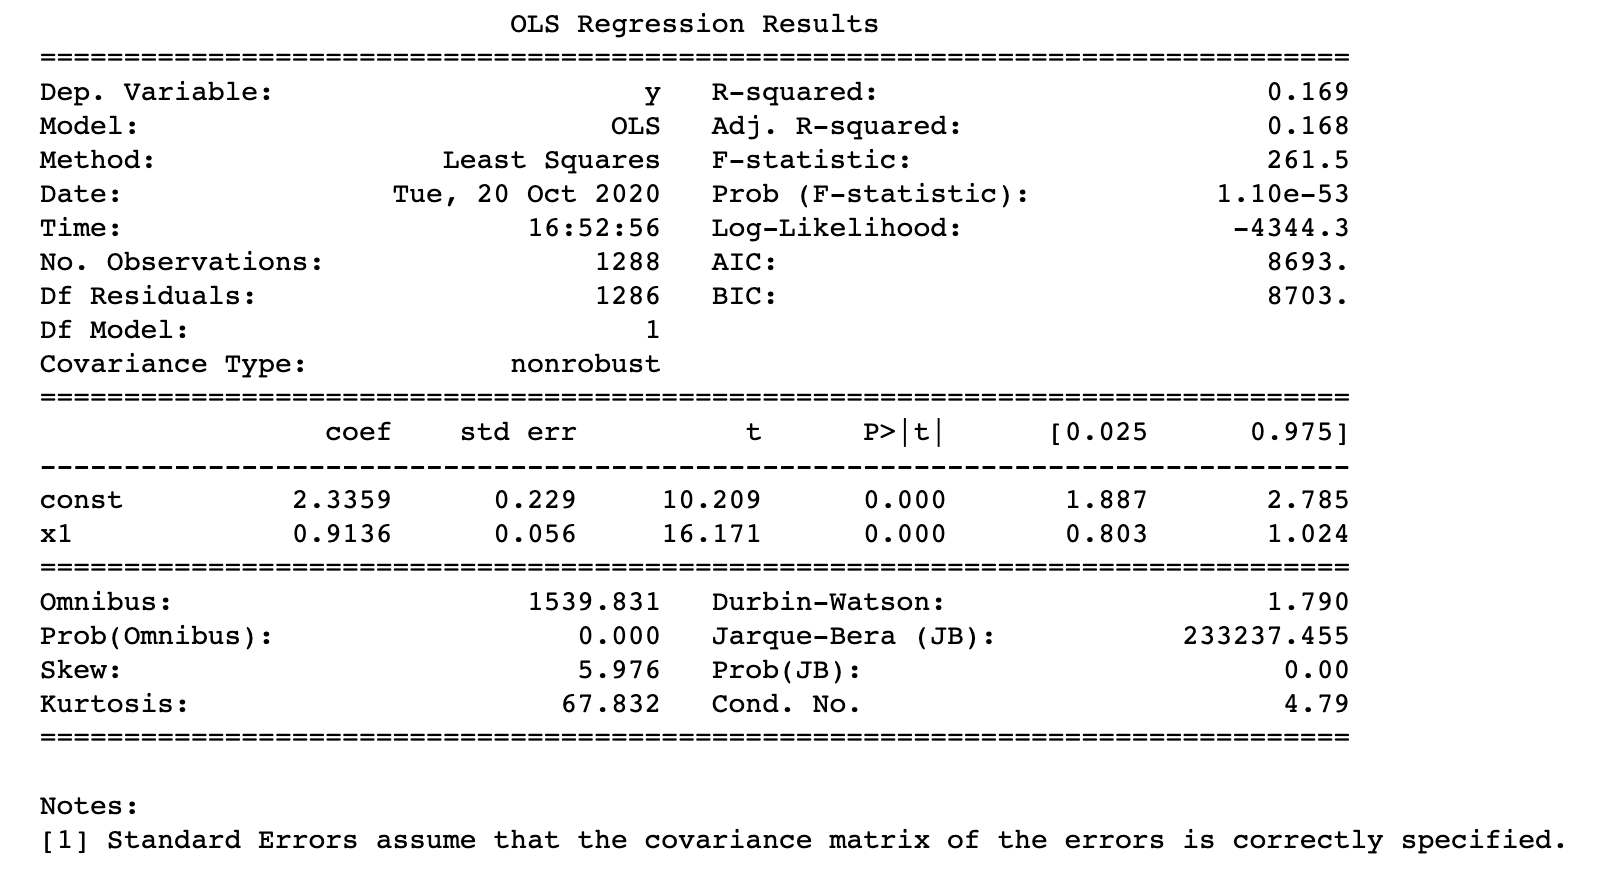 OLS Regression Results
==============================================================================
Dep. Variable:                      y   R-squared:                       0.169
Model:                            OLS   Adj. R-squared:                  0.168
Method:                 Least Squares   F-statistic:                     261.5
Date:                Tue, 20 Oct 2020   Prob (F-statistic):           1.10e-53
Time:                        16:52:56   Log-Likelihood:                -4344.3
No. Observations:                1288   AIC:                             8693.
Df Residuals:                    1286   BIC:                             8703.
Df Model:                           1
Covariance Type:            nonrobust
==============================================================================
                 coef    std err          t      P>|t|      [0.025      0.975]
------------------------------------------------------------------------------
const          2.3359      0.229     10.209      0.000       1.887       2.785
x1             0.9136      0.056     16.171      0.000       0.803       1.024
==============================================================================
Omnibus:                     1539.831   Durbin-Watson:                   1.790
Prob(Omnibus):                  0.000   Jarque-Bera (JB):           233237.455
Skew:                           5.976   Prob(JB):                         0.00
Kurtosis:                      67.832   Cond. No.                         4.79
==============================================================================

Notes:
[1] Standard Errors assume that the covariance matrix of the errors is correctly specified.